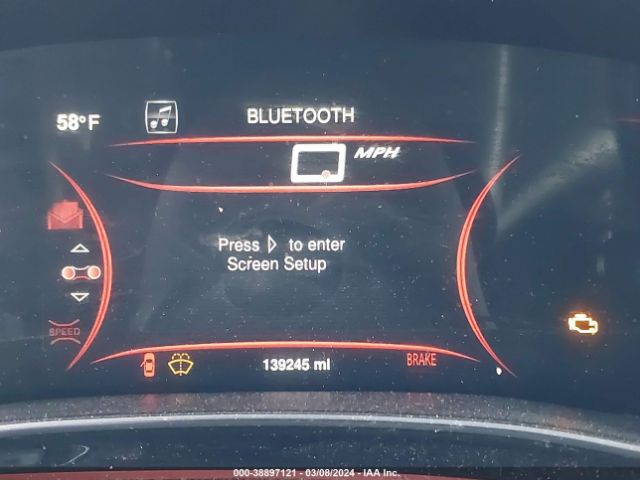 58°F
BLUETOOTH
0 MPH
Press ▷ to enter
Screen Setup
SPEED
139245 mi
BRAKE
000-38897121 - 03/08/2024 - IAA Inc.